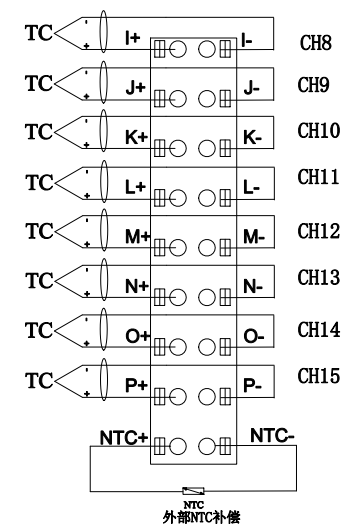 TC - + I+ I- CH8
TC - + J+ J- CH9
TC - + K+ K- CH10
TC - + L+ L- CH11
TC - + M+ M- CH12
TC - + N+ N- CH13
TC - + O+ O- CH14
TC - + P+ P- CH15
NTC+ NTC-
NTC
外部NTC补偿